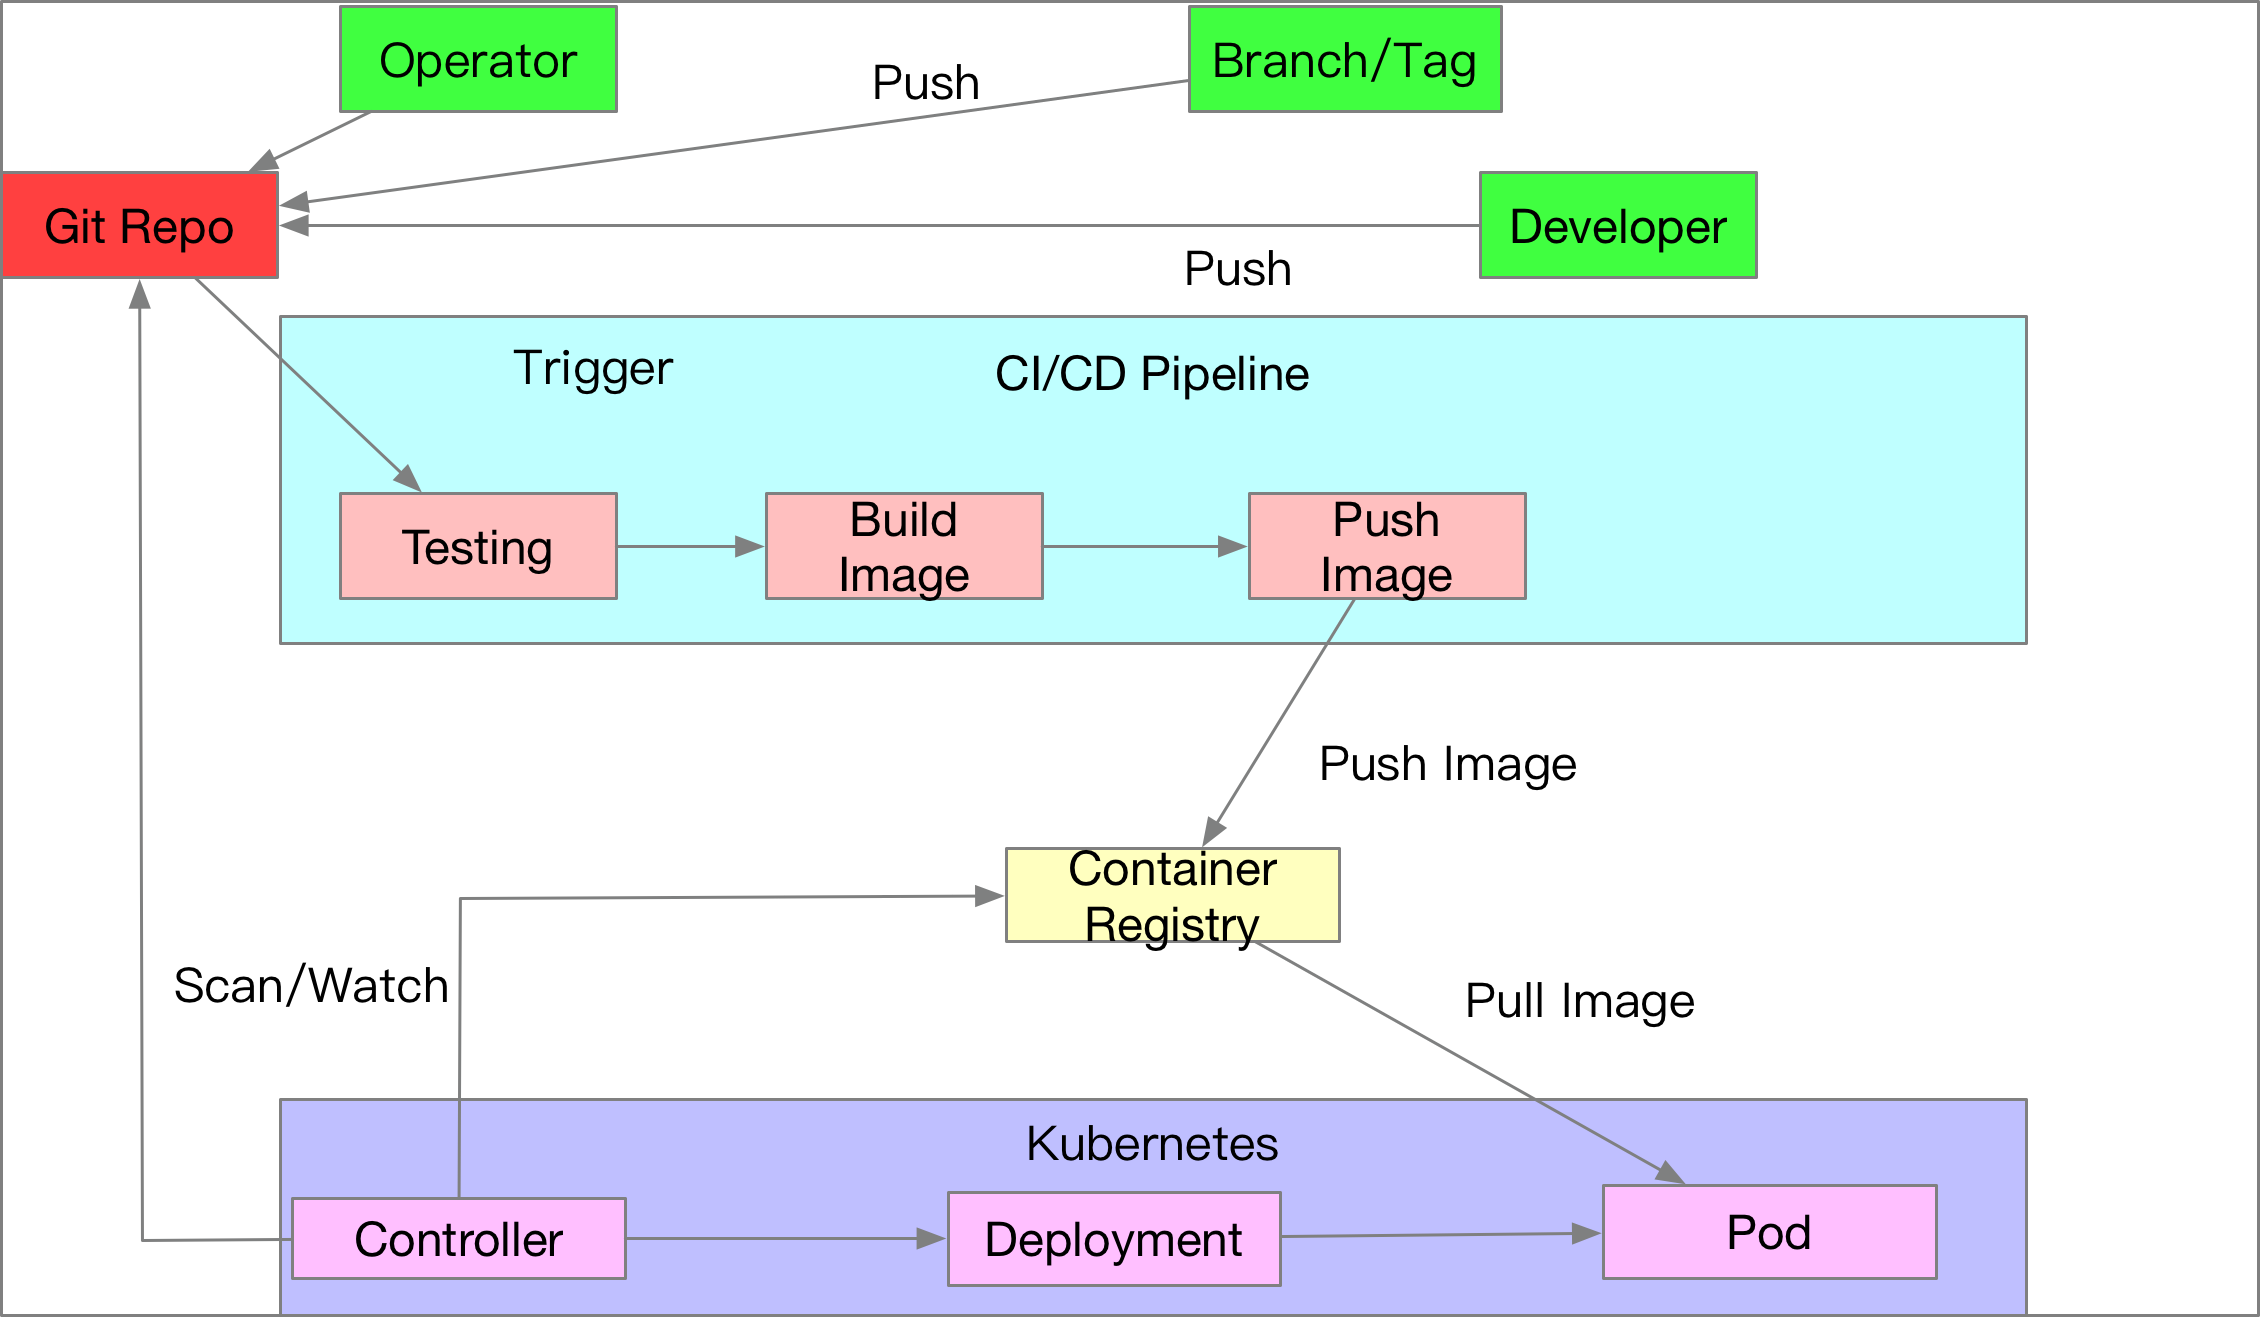 Operator
Branch/Tag
Push
Git Repo
Developer
Push
Trigger
CI/CD Pipeline
Testing
Build
Image
Push
Image
Push Image
Container
Registry
Scan/Watch
Pull Image
Kubernetes
Controller
Deployment
Pod